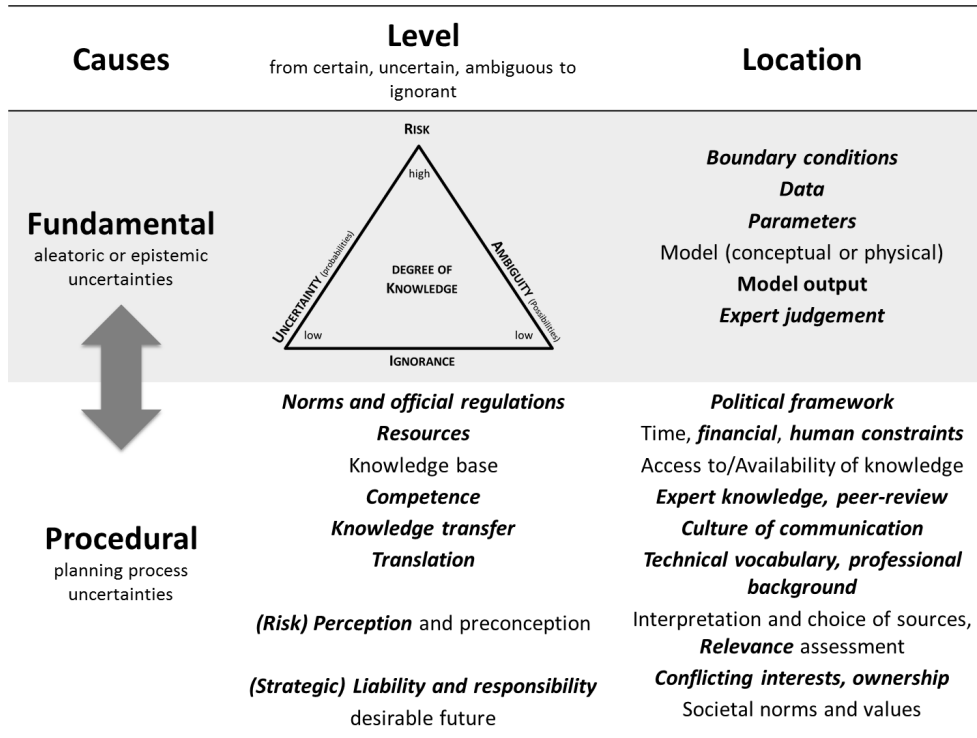 Causes
Level
from certain, uncertain, ambiguous to
ignorant
Location
Fundamental
aleatoric or epistemic
uncertainties
RISK
high
UNCERTAINTY (probabilities)
AMBIGUITY (Possibilities)
DEGREE OF
KNOWLEDGE
low
low
IGNORANCE
Boundary conditions
Data
Parameters
Model (conceptual or physical)
Model output
Expert judgement
Procedural
planning process
uncertainties
Norms and official regulations
Resources
Knowledge base
Competence
Knowledge transfer
Translation
(Risk) Perception and preconception
(Strategic) Liability and responsibility
desirable future
Political framework
Time, financial, human constraints
Access to/Availability of knowledge
Expert knowledge, peer-review
Culture of communication
Technical vocabulary, professional
background
Interpretation and choice of sources,
Relevance assessment
Conflicting interests, ownership
Societal norms and values